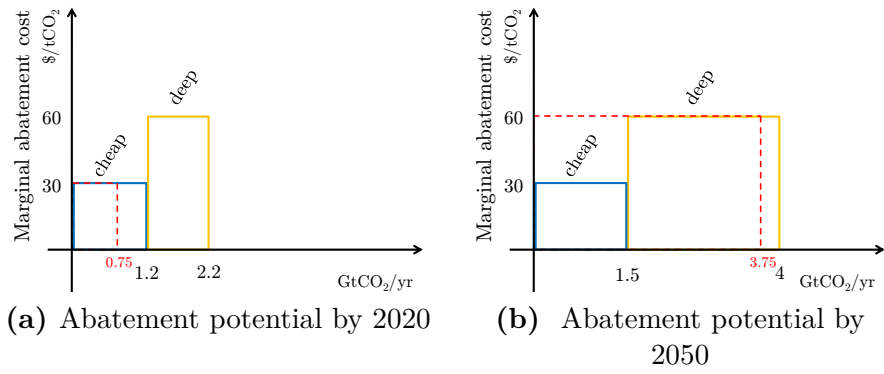 Marginal abatement cost
$/tCO₂
60
30
cheap
deep
0.75
1.2
2.2
GtCO₂/yr
(a) Abatement potential by 2020
Marginal abatement cost
$/tCO₂
60
30
cheap
deep
1.5
3.75
4
GtCO₂/yr
(b) Abatement potential by
2050